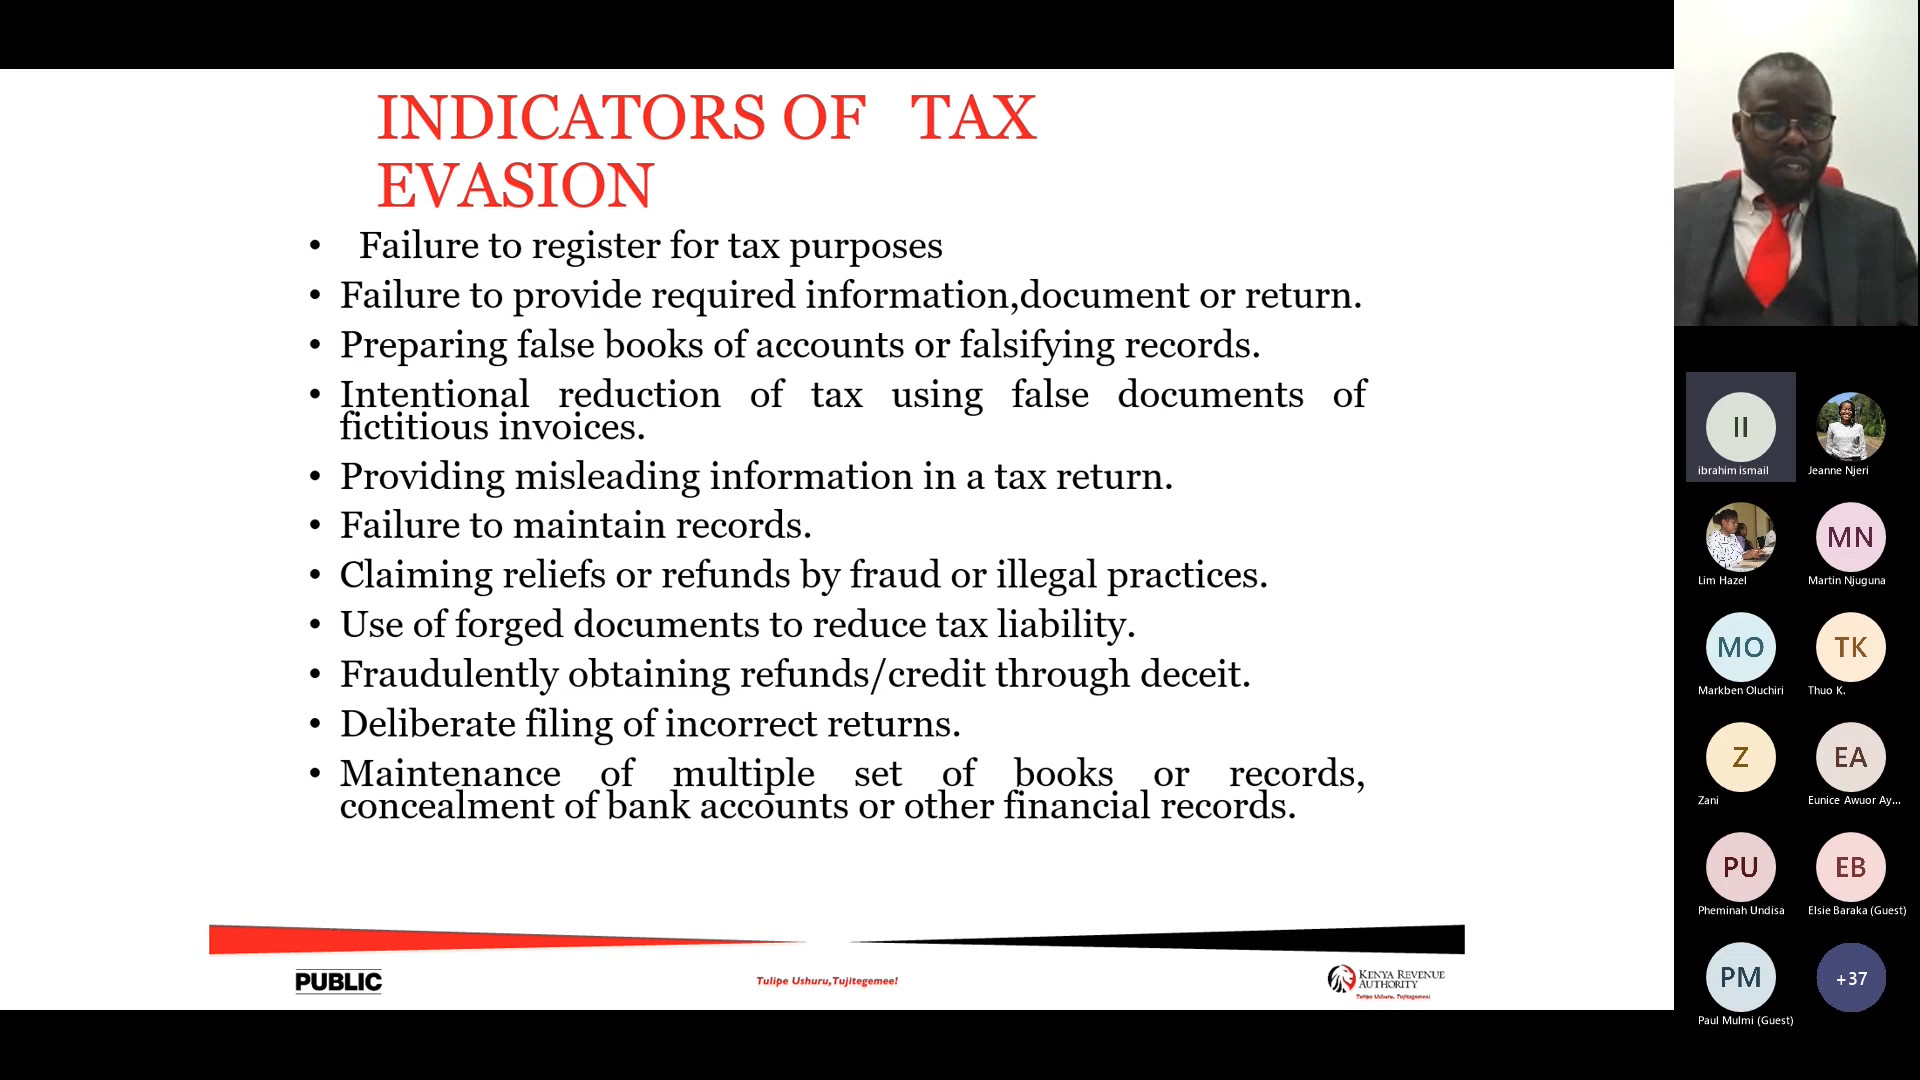 INDICATORS OF TAX
EVASION
• Failure to register for tax purposes
• Failure to provide required information,document or return.
• Preparing false books of accounts or falsifying records.
• Intentional reduction of tax using false documents of
fictitious invoices.
• Providing misleading information in a tax return.
• Failure to maintain records.
• Claiming reliefs or refunds by fraud or illegal practices.
• Use of forged documents to reduce tax liability.
• Fraudulently obtaining refunds/credit through deceit.
• Deliberate filing of incorrect returns.
• Maintenance of multiple set of books or records,
concealment of bank accounts or other financial records.
PUBLIC
Tulipe Ushuru,Tujitegemee!
KENYA REVENUE
AUTHORITY
Tulipe Ushuru, Tujitegemee!
II
ibrahim ismail
Jeanne Njeri
Lim Hazel
MN
Martin Njuguna
MO
Markben Oluchiri
TK
Thuo K.
Z
Zani
EA
Eunice Awuor Ay...
PU
Pheminah Undisa
EB
Elsie Baraka (Guest)
PM
Paul Mulmi (Guest)
+37